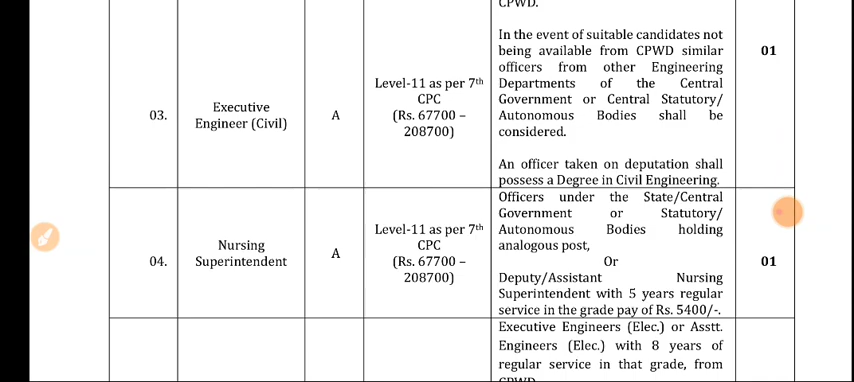 CPWD.
In the event of suitable candidates not
being available from CPWD similar
officers from other Engineering
Departments of the Central
Government or Central Statutory/
Autonomous Bodies shall be
considered.
An officer taken on deputation shall
possess a Degree in Civil Engineering.
03.
Executive
Engineer (Civil)
A
Level-11 as per 7th
CPC
(Rs. 67700 –
208700)
01
04.
Nursing
Superintendent
A
Level-11 as per 7th
CPC
(Rs. 67700 –
208700)
Officers under the State/Central
Government or Statutory/
Autonomous Bodies holding
analogous post,
Or
Deputy/Assistant Nursing
Superintendent with 5 years regular
service in the grade pay of Rs. 5400/-.
01
Executive Engineers (Elec.) or Asstt.
Engineers (Elec.) with 8 years of
regular service in that grade, from
CPWD